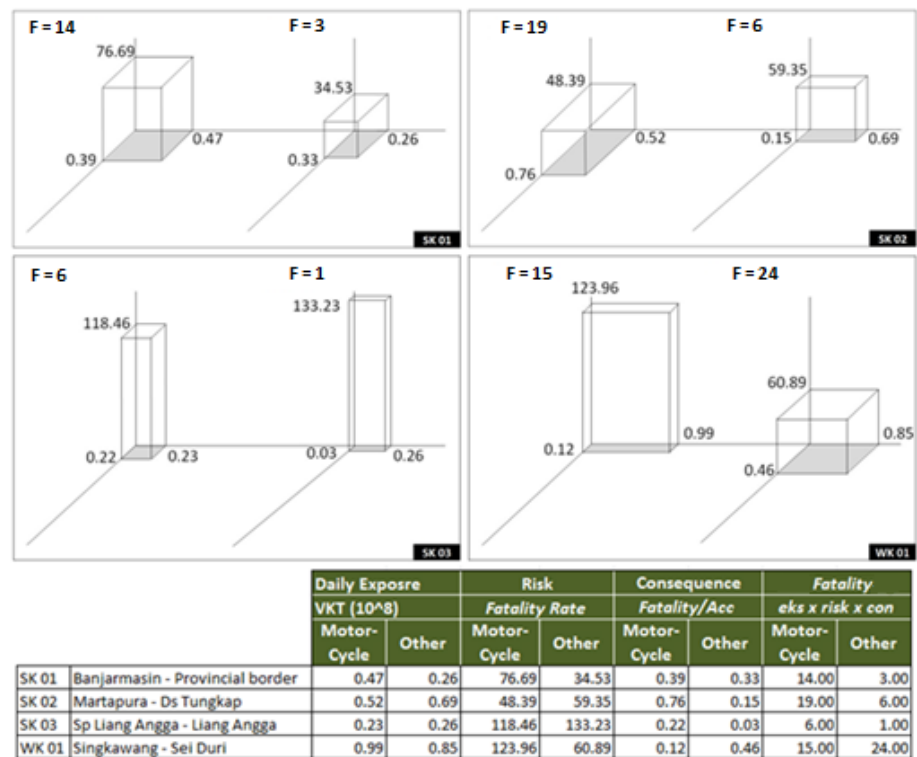 F = 14 F = 3
76.69
34.53
0.47 0.26
0.39 0.33
SK 01
F = 19 F = 6
48.39 59.35
0.52 0.15 0.69
0.76
SK 02
F = 6 F = 1
118.46 133.23
0.22 0.23 0.03 0.26
SK 03
F = 15 F = 24
123.96
60.89
0.12 0.99 0.85
0.46
WK 01
Daily Exposre Risk Consequence Fatality
VKT (10^8) Fatality Rate Fatality/Acc eks x risk x con
Motor-Cycle Other Motor-Cycle Other Motor-Cycle Other Motor-Cycle Other
SK 01 Banjarmasin - Provincial border 0.47 0.26 76.69 34.53 0.39 0.33 14.00 3.00
SK 02 Martapura - Ds Tungkap 0.52 0.69 48.39 59.35 0.76 0.15 19.00 6.00
SK 03 Sp Liang Angga - Liang Angga 0.23 0.26 118.46 133.23 0.22 0.03 6.00 1.00
WK 01 Singkawang - Sei Duri 0.99 0.85 123.96 60.89 0.12 0.46 15.00 24.00